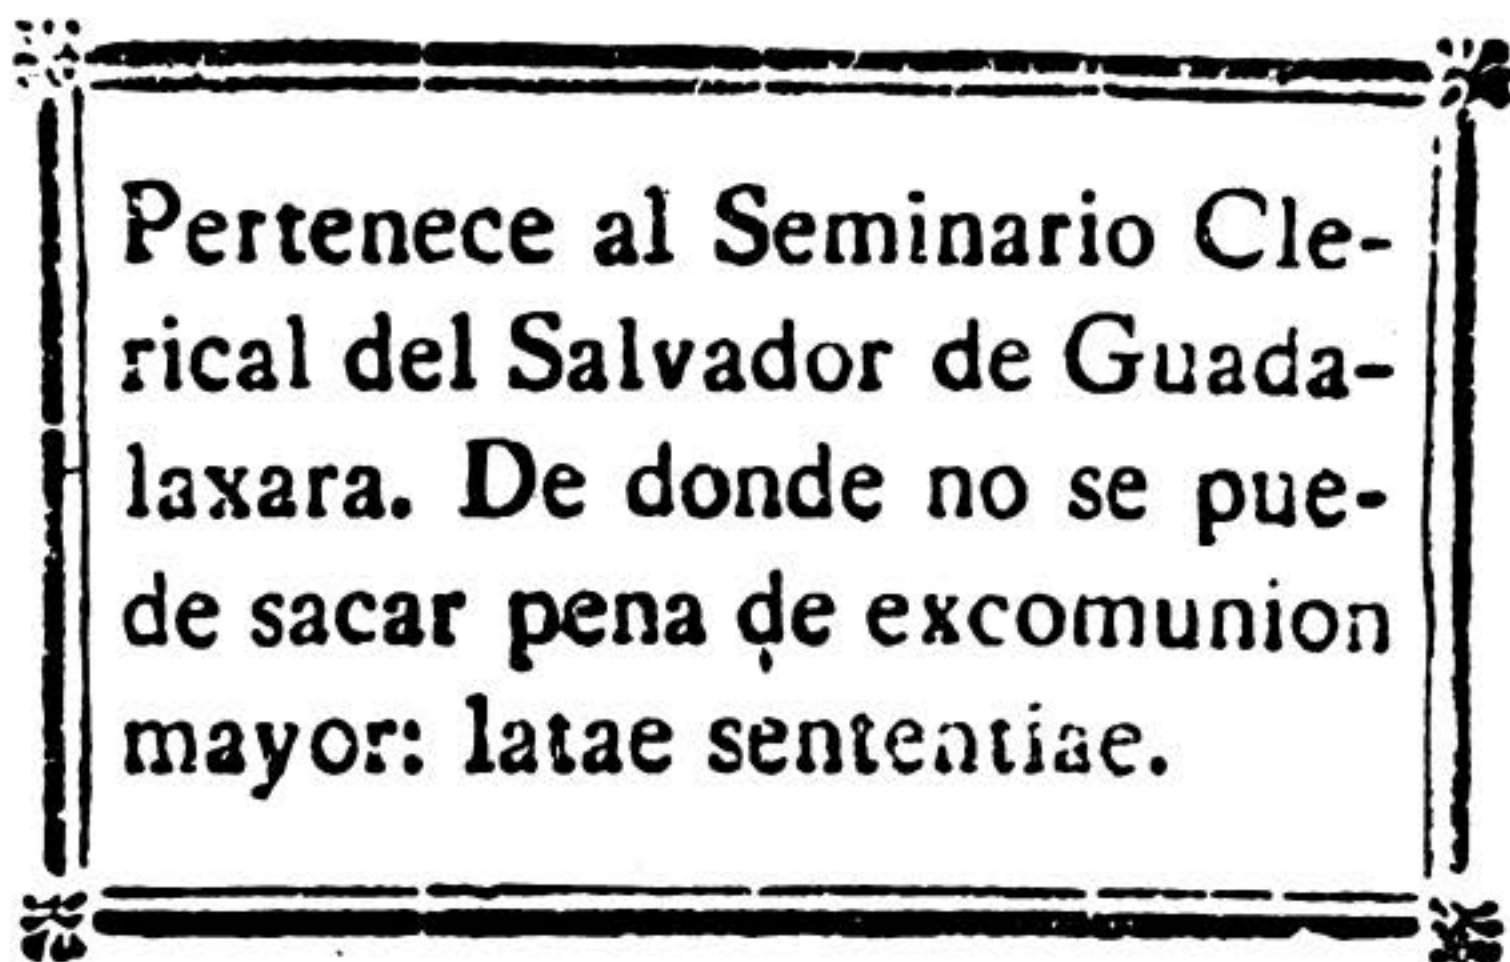 Pertenece al Seminario Cle-
rical del Salvador de Guada-
laxara. De donde no se pue-
de sacar pena de excomunion
mayor: latae sententiae.